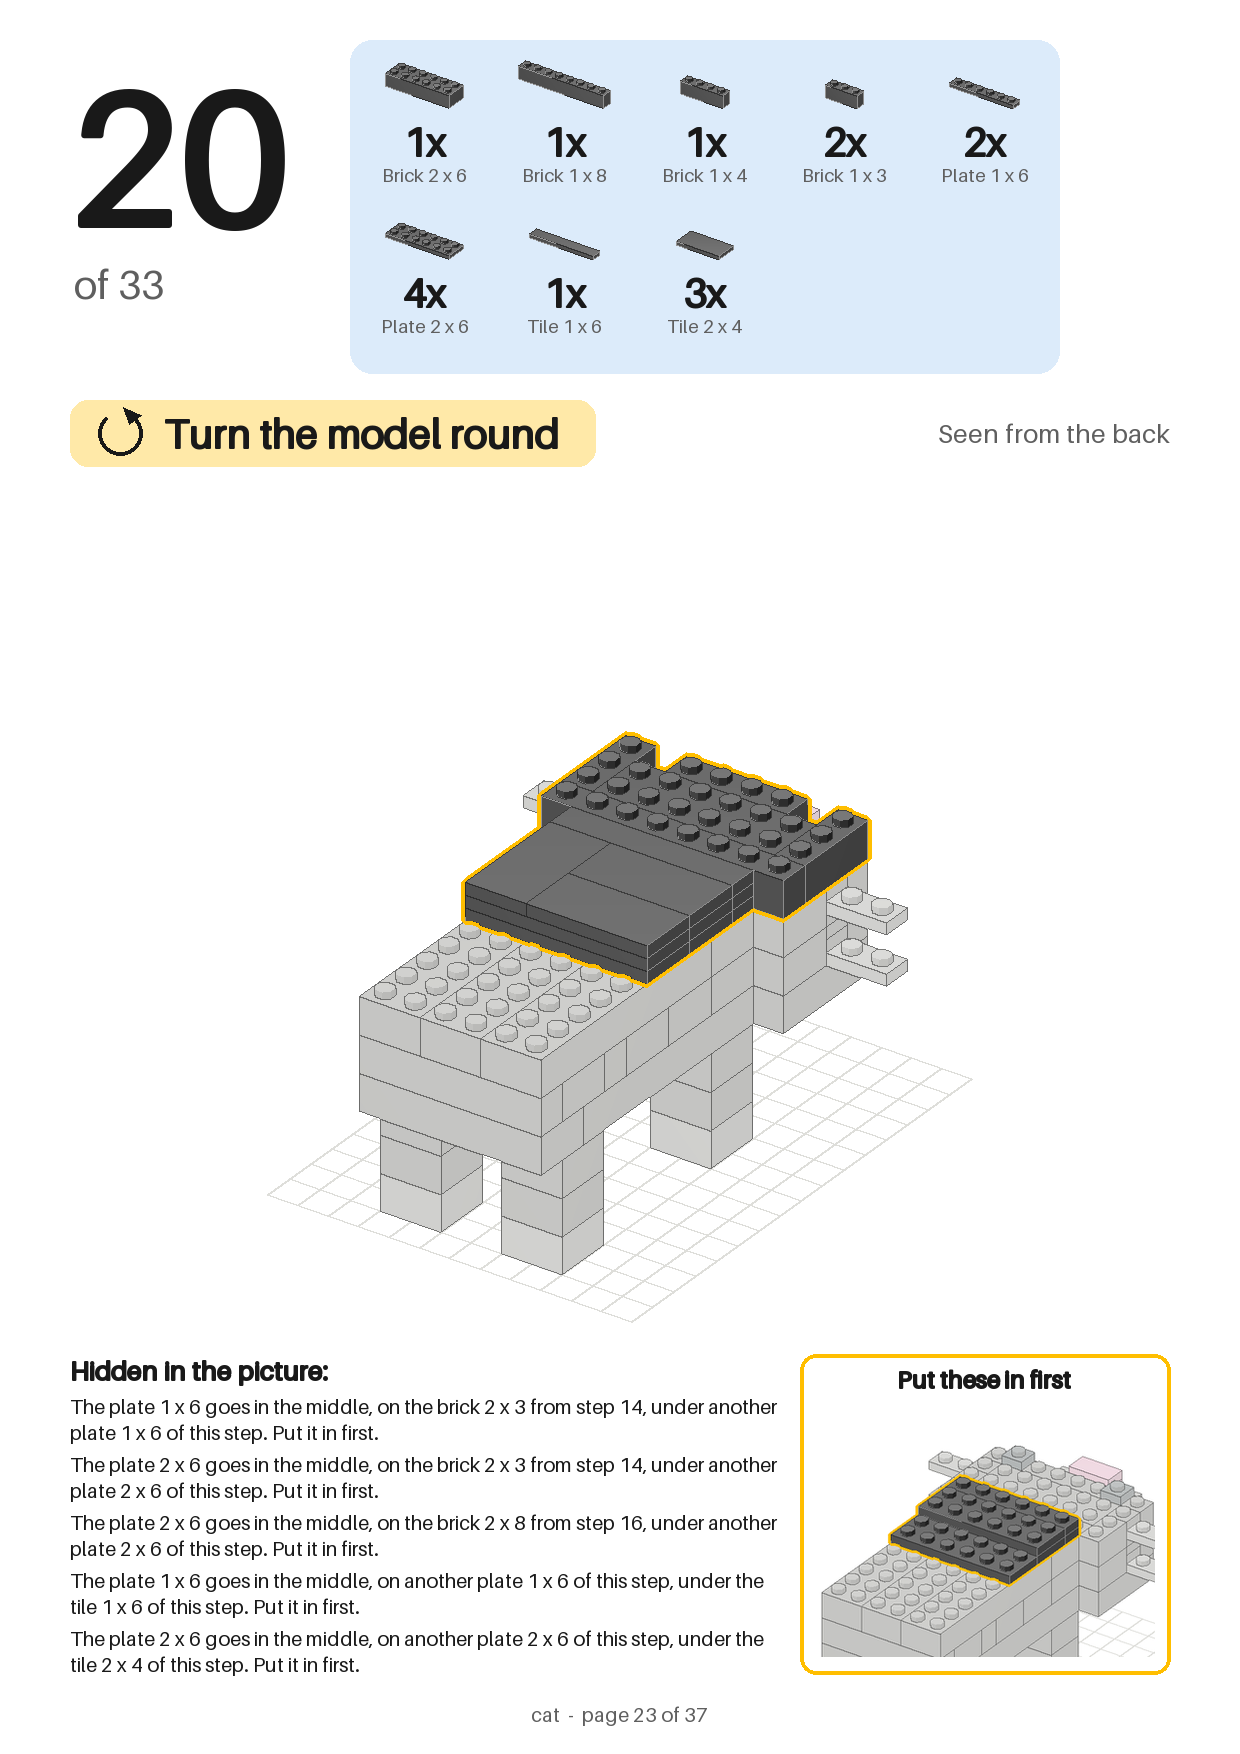 20
of 33
1x
Brick 2 x 6
1x
Brick 1 x 8
1x
Brick 1 x 4
2x
Brick 1 x 3
2x
Plate 1 x 6
4x
Plate 2 x 6
1x
Tile 1 x 6
3x
Tile 2 x 4
Turn the model round
Seen from the back
Hidden in the picture:
The plate 1 x 6 goes in the middle, on the brick 2 x 3 from step 14, under another
plate 1 x 6 of this step. Put it in first.
The plate 2 x 6 goes in the middle, on the brick 2 x 3 from step 14, under another
plate 2 x 6 of this step. Put it in first.
The plate 2 x 6 goes in the middle, on the brick 2 x 8 from step 16, under another
plate 2 x 6 of this step. Put it in first.
The plate 1 x 6 goes in the middle, on another plate 1 x 6 of this step, under the
tile 1 x 6 of this step. Put it in first.
The plate 2 x 6 goes in the middle, on another plate 2 x 6 of this step, under the
tile 2 x 4 of this step. Put it in first.
Put these in first
cat - page 23 of 37